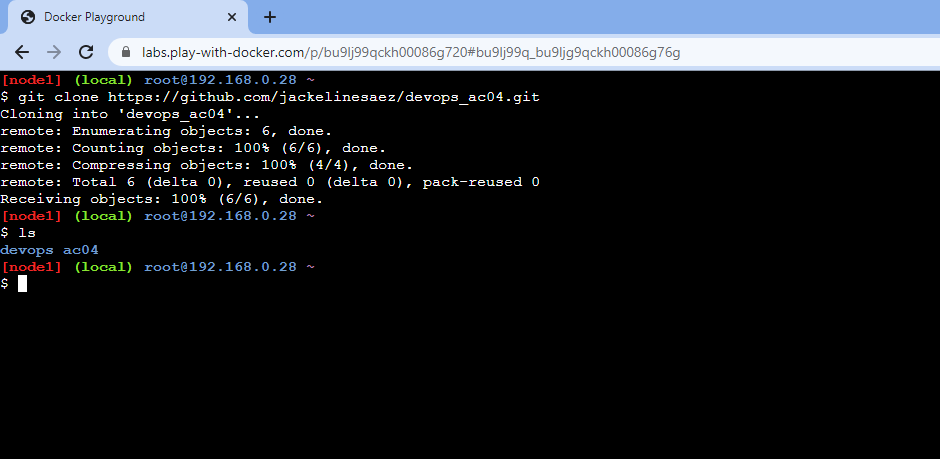 Docker Playground
labs.play-with-docker.com/p/bu9lj99qckh00086g720#bu9lj99q_bu9ljg9qckh00086g76g
[node1] (local) root@192.168.0.28 ~
$ git clone https://github.com/jackelinesaez/devops_ac04.git
Cloning into 'devops_ac04'...
remote: Enumerating objects: 6, done.
remote: Counting objects: 100% (6/6), done.
remote: Compressing objects: 100% (4/4), done.
remote: Total 6 (delta 0), reused 0 (delta 0), pack-reused 0
Receiving objects: 100% (6/6), done.
[node1] (local) root@192.168.0.28 ~
$ ls
devops ac04
[node1] (local) root@192.168.0.28 ~
$